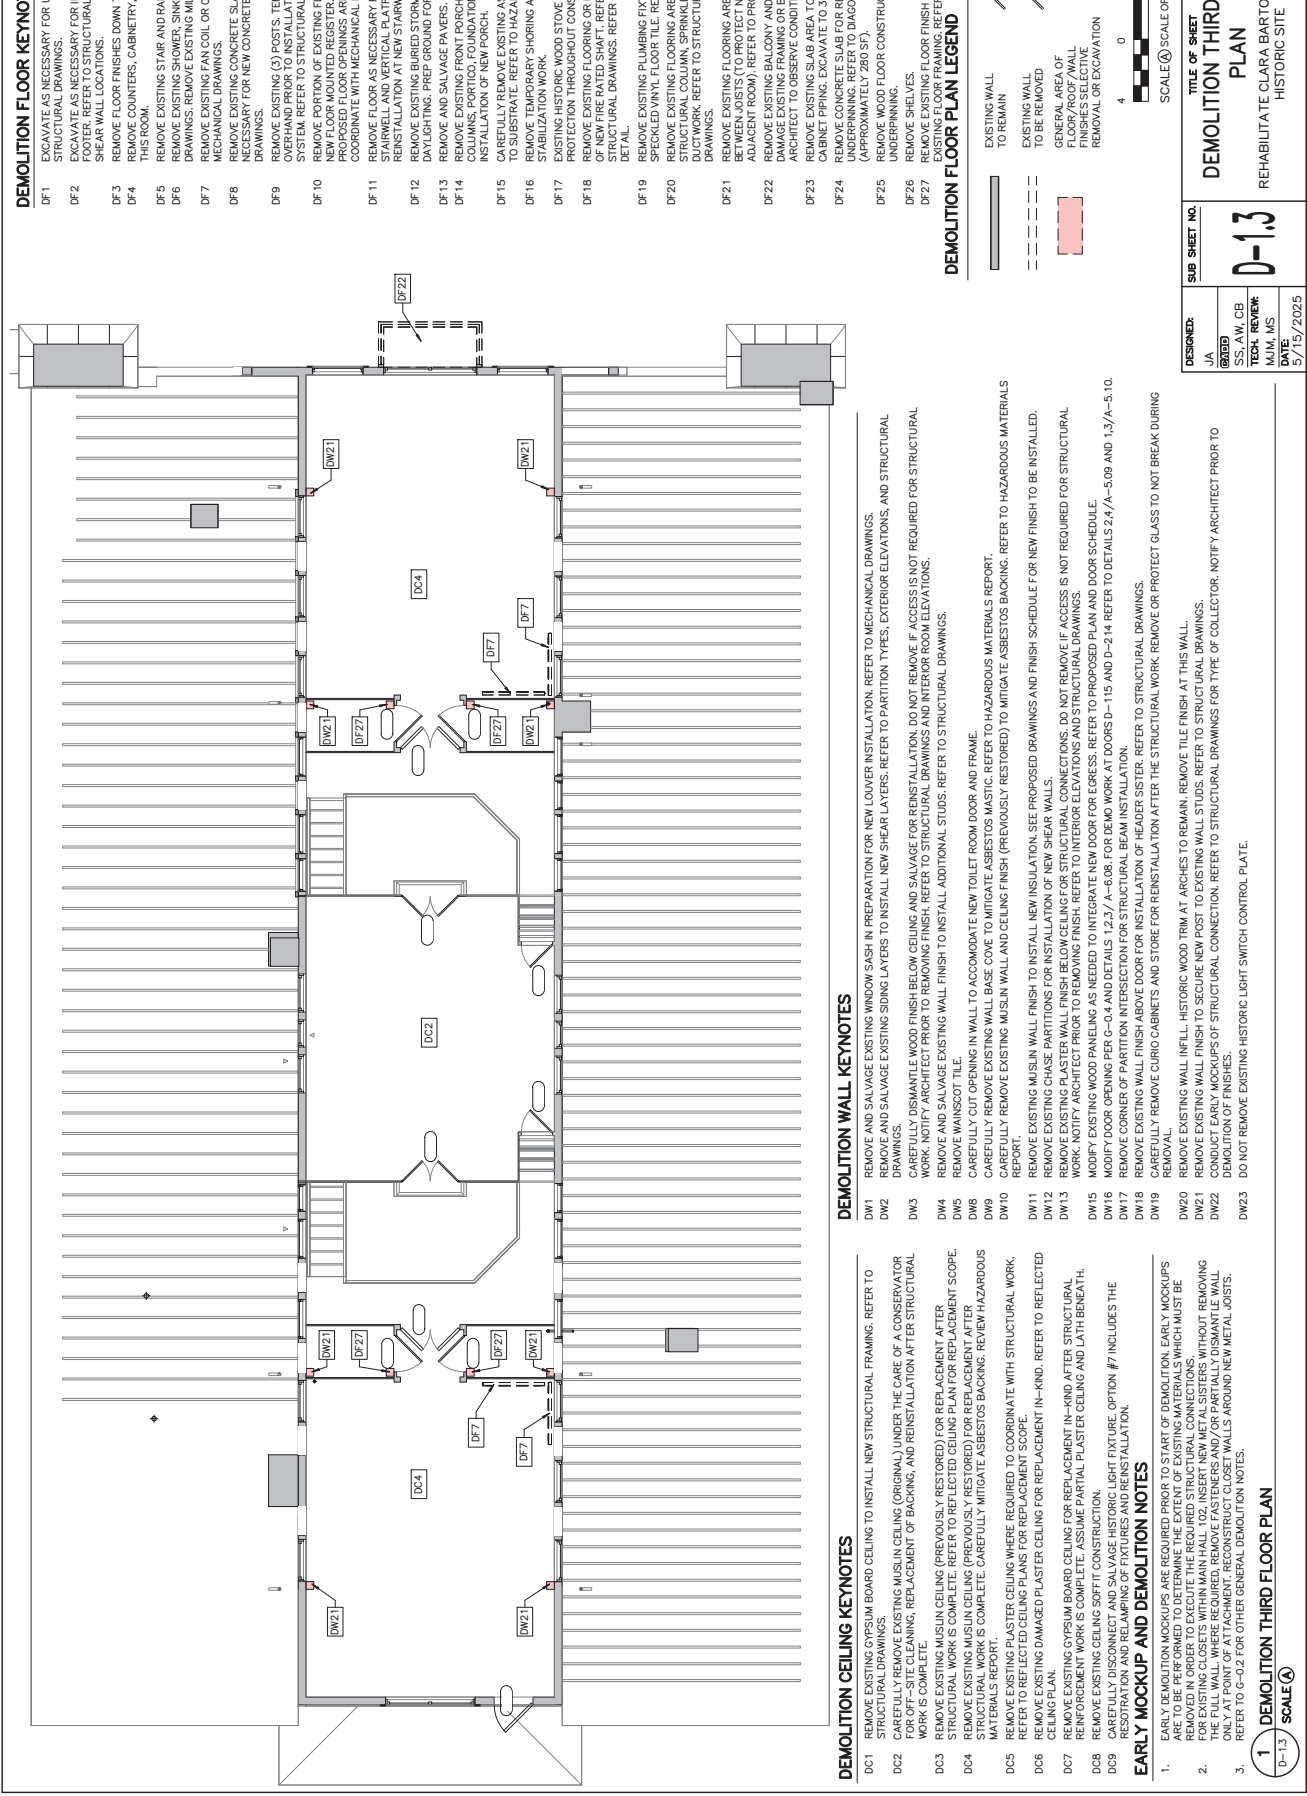 DF22
DW21
DW21
DC4
DF7
DF7
DW21
DF27
DF27
DW21
DC2
DW21
DF27
DF27
DW21
DF7
DF7
DC4
DW21
DW21
DEMOLITION CEILING KEYNOTES
DC1 REMOVE EXISTING GYPSUM BOARD CEILING TO INSTALL NEW STRUCTURAL FRAMING. REFER TO
STRUCTURAL DRAWINGS.
DC2 CAREFULLY REMOVE EXISTING MUSLIN CEILING (ORIGINAL) UNDER THE CARE OF A CONSERVATOR
FOR OFF-SITE CLEANING, REPLACEMENT OF BACKING, AND REINSTALLATION AFTER STRUCTURAL
WORK IS COMPLETE.
DC3 REMOVE EXISTING MUSLIN CEILING (PREVIOUSLY RESTORED) FOR REPLACEMENT AFTER
STRUCTURAL WORK IS COMPLETE. REFER TO REFLECTED CEILING PLAN FOR REPLACEMENT SCOPE.
DC4 REMOVE EXISTING MUSLIN CEILING (PREVIOUSLY RESTORED) FOR REPLACEMENT AFTER
STRUCTURAL WORK IS COMPLETE. CAREFULLY MITIGATE ASBESTOS BACKING. REVIEW HAZARDOUS
MATERIALS REPORT.
DC5 REMOVE EXISTING PLASTER CEILING WHERE REQUIRED TO COORDINATE WITH STRUCTURAL WORK.
REFER TO REFLECTED CEILING PLANS FOR REPLACEMENT SCOPE.
DC6 REMOVE EXISTING DAMAGED PLASTER CEILING FOR REPLACEMENT IN-KIND. REFER TO REFLECTED
CEILING PLAN.
DC7 REMOVE EXISTING GYPSUM BOARD CEILING FOR REPLACEMENT IN-KIND AFTER STRUCTURAL
REINFORCEMENT WORK IS COMPLETE. ASSUME PARTIAL PLASTER CEILING AND LATH BENEATH.
DC8 REMOVE EXISTING CEILING SOFFIT CONSTRUCTION.
DC9 CAREFULLY DISCONNECT AND SALVAGE HISTORIC LIGHT FIXTURE. OPTION #7 INCLUDES THE
RESOTRATION AND RELAMPING OF FIXTURES AND REINSTALLATION.
EARLY MOCKUP AND DEMOLITION NOTES
1. EARLY DEMOLITION MOCKUPS ARE REQUIRED PRIOR TO START OF DEMOLITION. EARLY MOCKUPS
ARE TO BE PERFORMED TO DETERMINE THE EXTENT OF EXISTING MATERIALS WHICH MUST BE
REMOVED IN ORDER TO EXECUTE THE REQUIRED STRUCTURAL CONNECTIONS.
2. FOR EXISTING CLOSETS WITHIN MAIN HALL 102, INSERT NEW METAL SISTERS WITHOUT REMOVING
THE FULL WALL. WHERE REQUIRED, REMOVE FASTENERS AND/OR PARTIALLY DISMANTLE WALL
ONLY AT POINT OF ATTACHMENT. RECONSTRUCT CLOSET WALLS AROUND NEW METAL JOISTS.
3. REFER TO G-0.2 FOR OTHER GENERAL DEMOLITION NOTES.
1 DEMOLITION THIRD FLOOR PLAN
D-1.3 SCALE A
DEMOLITION WALL KEYNOTES
DW1 REMOVE AND SALVAGE EXISTING WINDOW SASH IN PREPARATION FOR NEW LOUVER INSTALLATION. REFER TO MECHANICAL DRAWINGS.
DW2 REMOVE AND SALVAGE EXISTING SIDING LAYERS TO INSTALL NEW SHEAR LAYERS. REFER TO PARTITION TYPES, EXTERIOR ELEVATIONS, AND STRUCTURAL
DRAWINGS.
DW3 CAREFULLY DISMANTLE WOOD FINISH BELOW CEILING AND SALVAGE FOR REINSTALLATION. DO NOT REMOVE IF ACCESS IS NOT REQUIRED FOR STRUCTURAL
WORK. NOTIFY ARCHITECT PRIOR TO REMOVING FINISH. REFER TO STRUCTURAL DRAWINGS AND INTERIOR ROOM ELEVATIONS.
DW4 REMOVE AND SALVAGE EXISTING WALL FINISH TO INSTALL ADDITIONAL STUDS. REFER TO STRUCTURAL DRAWINGS.
DW5 REMOVE WAINSCOT TILE.
DW8 CAREFULLY CUT OPENING IN WALL TO ACCOMODATE NEW TOILET ROOM DOOR AND FRAME.
DW9 CAREFULLY REMOVE EXISTING WALL BASE COVE TO MITIGATE ASBESTOS MASTIC. REFER TO HAZARDOUS MATERIALS REPORT.
DW10 CAREFULLY REMOVE EXISTING MUSLIN WALL AND CEILING FINISH (PREVIOUSLY RESTORED) TO MITIGATE ASBESTOS BACKING. REFER TO HAZARDOUS MATERIALS
REPORT.
DW11 REMOVE EXISTING MUSLIN WALL FINISH TO INSTALL NEW INSULATION. SEE PROPOSED DRAWINGS AND FINISH SCHEDULE FOR NEW FINISH TO BE INSTALLED.
DW12 REMOVE EXISTING CHASE PARTITIONS FOR INSTALLATION OF NEW SHEAR WALLS.
DW13 REMOVE EXISTING PLASTER WALL FINISH BELOW CEILING FOR STRUCTURAL CONNECTIONS. DO NOT REMOVE IF ACCESS IS NOT REQUIRED FOR STRUCTURAL
WORK. NOTIFY ARCHITECT PRIOR TO REMOVING FINISH. REFER TO INTERIOR ELEVATIONS AND STRUCTURAL DRAWINGS.
DW15 MODIFY EXISTING WOOD PANELING AS NEEDED TO INTEGRATE NEW DOOR FOR EGRESS. REFER TO PROPOSED PLAN AND DOOR SCHEDULE.
DW16 MODIFY DOOR OPENING PER G-0.4 AND DETAILS 1,2,3/ A-6.08. FOR DEMO WORK AT DOORS D-115 AND D-214 REFER TO DETAILS 2,4/A-5.09 AND 1,3/A-5.10.
DW17 REMOVE CORNER OF PARTITION INTERSECTION FOR STRUCTURAL BEAM INSTALLATION.
DW18 REMOVE EXISTING WALL FINISH ABOVE DOOR FOR INSTALLATION OF HEADER SISTER. REFER TO STRUCTURAL DRAWINGS.
DW19 CAREFULLY REMOVE CURIO CABINETS AND STORE FOR REINSTALLATION AFTER THE STRUCTURAL WORK. REMOVE OR PROTECT GLASS TO NOT BREAK DURING
REMOVAL.
DW20 REMOVE EXISTING WALL INFILL. HISTORIC WOOD TRIM AT ARCHES TO REMAIN. REMOVE TILE FINISH AT THIS WALL.
DW21 REMOVE EXISTING WALL FINISH TO SECURE NEW POST TO EXISTING WALL STUDS. REFER TO STRUCTURAL DRAWINGS.
DW22 CONDUCT EARLY MOCKUPS OF STRUCTURAL CONNECTION. REFER TO STRUCTURAL DRAWINGS FOR TYPE OF COLLECTOR. NOTIFY ARCHITECT PRIOR TO
DEMOLITION OF FINISHES.
DW23 DO NOT REMOVE EXISTING HISTORIC LIGHT SWITCH CONTROL PLATE.
DEMOLITION FLOOR KEYNO
DF1 EXCAVATE AS NECESSARY FOR
STRUCTURAL DRAWINGS.
DF2 EXCAVATE AS NECESSARY FOR
FOOTER. REFER TO STRUCTURAL
SHEAR WALL LOCATIONS.
DF3 REMOVE FLOOR FINISHES DOWN
DF4 REMOVE COUNTERS, CABINETRY,
THIS ROOM.
DF5 REMOVE EXISTING STAIR AND
DF6 REMOVE EXISTING SHOWER, SINK
DRAWINGS. REMOVE EXISTING
DF7 REMOVE EXISTING FAN COIL OR
MECHANICAL DRAWINGS.
DF8 REMOVE EXISTING CONCRETE
NECESSARY FOR NEW CONCRETE
DRAWINGS.
DF9 REMOVE EXISTING (3) POSTS.
OVERHAND PRIOR TO
SYSTEM. REFER TO STRUCTURAL
DF10 REMOVE PORTION OF EXISTING
NEW FLOOR MOUNTED REGISTER.
PROPOSED FLOOR OPENINGS
COORDINATE WITH MECHANICAL
DF11 REMOVE FLOOR AS NECESSARY
STAIRWELL AND VERTICAL
REINSTALLATION AT NEW
DF12 REMOVE EXISTING BURIED
DAYLIGHTING. PREP GROUND
DF13 REMOVE AND SALVAGE PAVERS.
DF14 REMOVE EXISTING FRONT PORCH
COLUMNS, PORTICO,
INSTALLATION OF NEW PORCH.
DF15 CAREFULLY REMOVE EXISTING
TO SUBSTRATE. REFER TO
DF16 REMOVE TEMPORARY SHORING
STABILIZATION WORK.
DF17 EXISTING HISTORIC WOOD STOVE
PROTECTION THROUGHOUT
DF18 REMOVE EXISTING FLOORING OR
OF NEW FIRE RATED SHAFT.
STRUCTURAL DRAWINGS. REFER
DETAIL.
DF19 REMOVE EXISTING PLUMBING
SPECKLED VINYL FLOOR TILE.
DF20 REMOVE EXISTING FLOORING
STRUCTURAL COLUMN,
DUCTWORK. REFER TO
DRAWINGS.
DF21 REMOVE EXISTING FLOORING
BETWEEN JOISTS (TO PROTECT
ADJACENT ROOM). REFER TO
DF22 REMOVE EXISTING BALCONY AND
DAMAGE EXISTING FRAMING OR
ARCHITECT TO OBSERVE
DF23 REMOVE EXISTING SLAB AREA TO
CABINET PIPING. EXCAVATE TO
DF24 REMOVE CONCRETE SLAB FOR
UNDERPINNING. REFER TO
(APPROXIMATELY 280 SF).
DF25 REMOVE WOOD FLOOR
UNDERPINNING.
DF26 REMOVE SHELVES.
DF27 REMOVE EXISTING FLOOR FINISH
EXISTING FLOOR FRAMING.
DEMOLITION FLOOR PLAN LEGEND
EXISTING WALL
TO REMAIN
EXISTING WALL
TO BE REMOVED
GENERAL AREA OF
FLOOR/ROOF/WALL
FINISHES SELECTIVE
REMOVAL OR EXCAVATION
4 0
SCALE A SCALE
DESIGNED:
JA
CADD
SS, AW, CB
TECH. REVIEW:
MJM, MS
DATE:
5/15/2025
SUB SHEET NO.
D-1.3
TITLE OF SHEET
DEMOLITION THIRD
PLAN
REHABILITATE CLARA BARTO
HISTORIC SITE